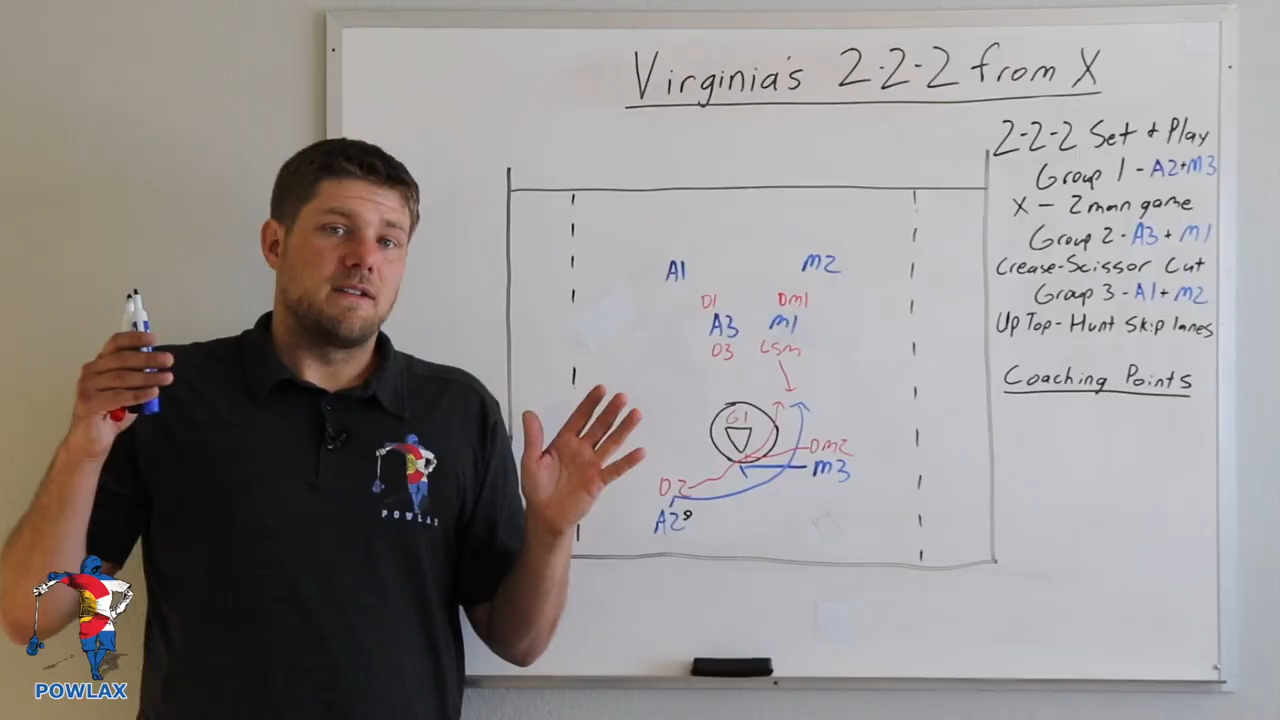 Virginia's 2-2-2 from X
2-2-2 Set + Play
Group 1 - A2+M3
X - 2 man game
Group 2 - A3 + M1
Crease-Scissor Cut
Group 3 - A1 + M2
Up Top-Hunt Skip lanes
Coaching Points
A1 M2
D1 DM1
A3 M1
D3 LSM
G1
DM2
M3
D2
A2
POWLAX
POWLAX